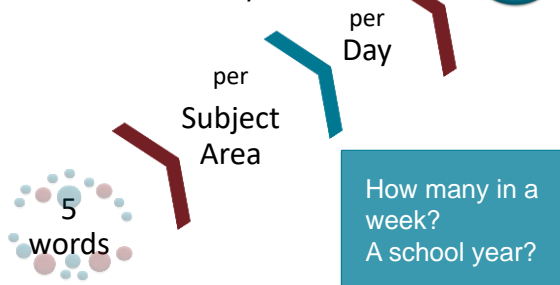 per
Day
per
Subject
Area
5
words
How many in a
week?
A school year?